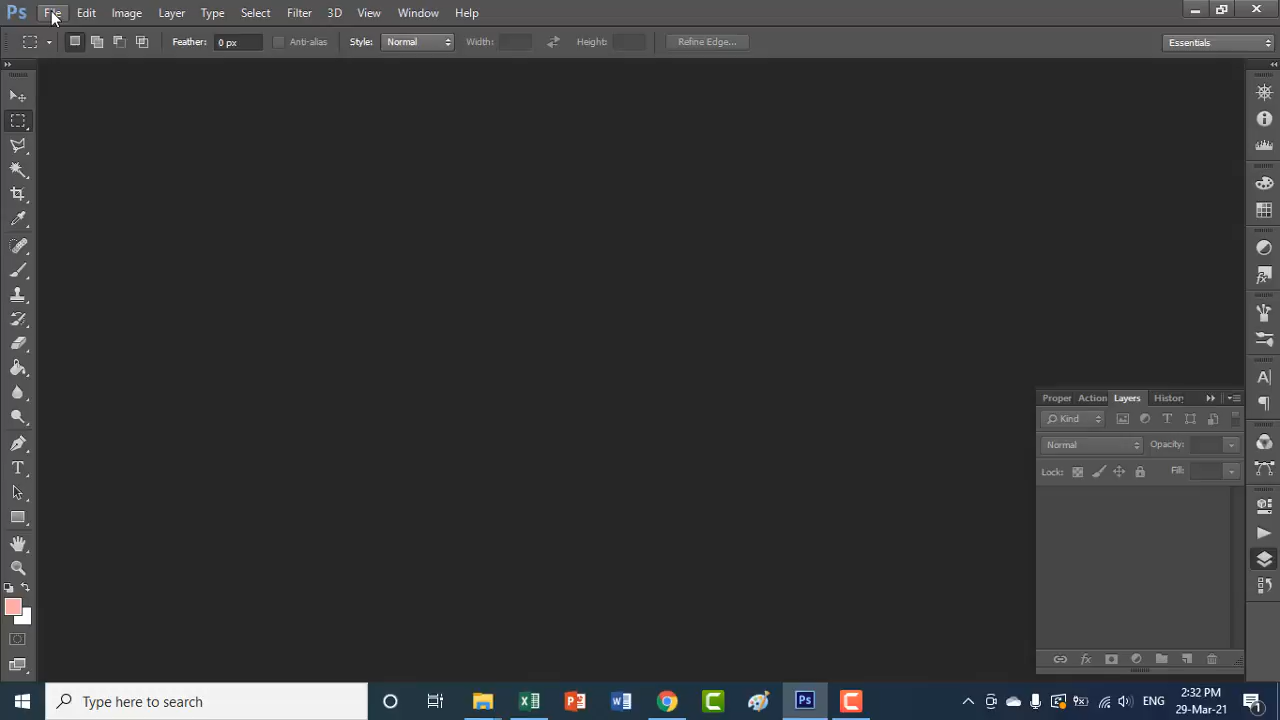 Ps File Edit Image Layer Type Select Filter 3D View Window Help
Feather: 0 px Anti-alias Style: Normal Width: Height: Refine Edge... Essentials
Proper Action Layers Histor
Kind
Normal Opacity:
Lock: Fill:
Type here to search
ENG
2:32 PM
29-Mar-21
1